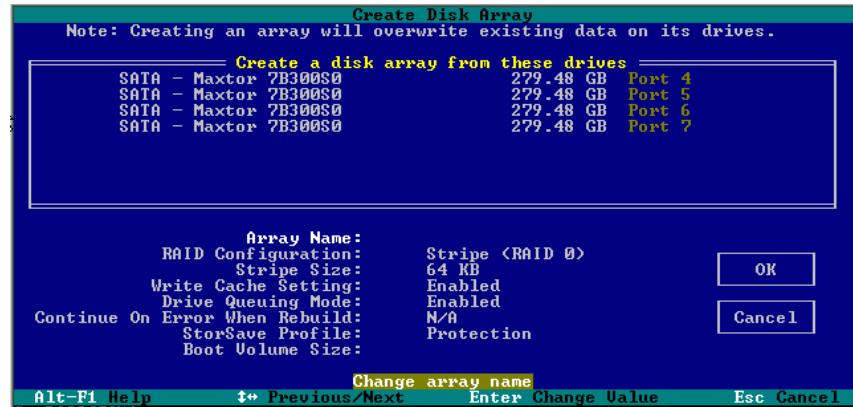 Create Disk Array
Note: Creating an array will overwrite existing data on its drives.
Create a disk array from these drives
SATA - Maxtor 7B300S0 279.48 GB Port 4
SATA - Maxtor 7B300S0 279.48 GB Port 5
SATA - Maxtor 7B300S0 279.48 GB Port 6
SATA - Maxtor 7B300S0 279.48 GB Port 7
Array Name:
RAID Configuration: Stripe (RAID 0)
Stripe Size: 64 KB
Write Cache Setting: Enabled
Drive Queuing Mode: Enabled
Continue On Error When Rebuild: N/A
StorSave Profile: Protection
Boot Volume Size:
OK
Cancel
Change array name
Alt-F1 Help ↕↔ Previous/Next Enter Change Value Esc Cancel